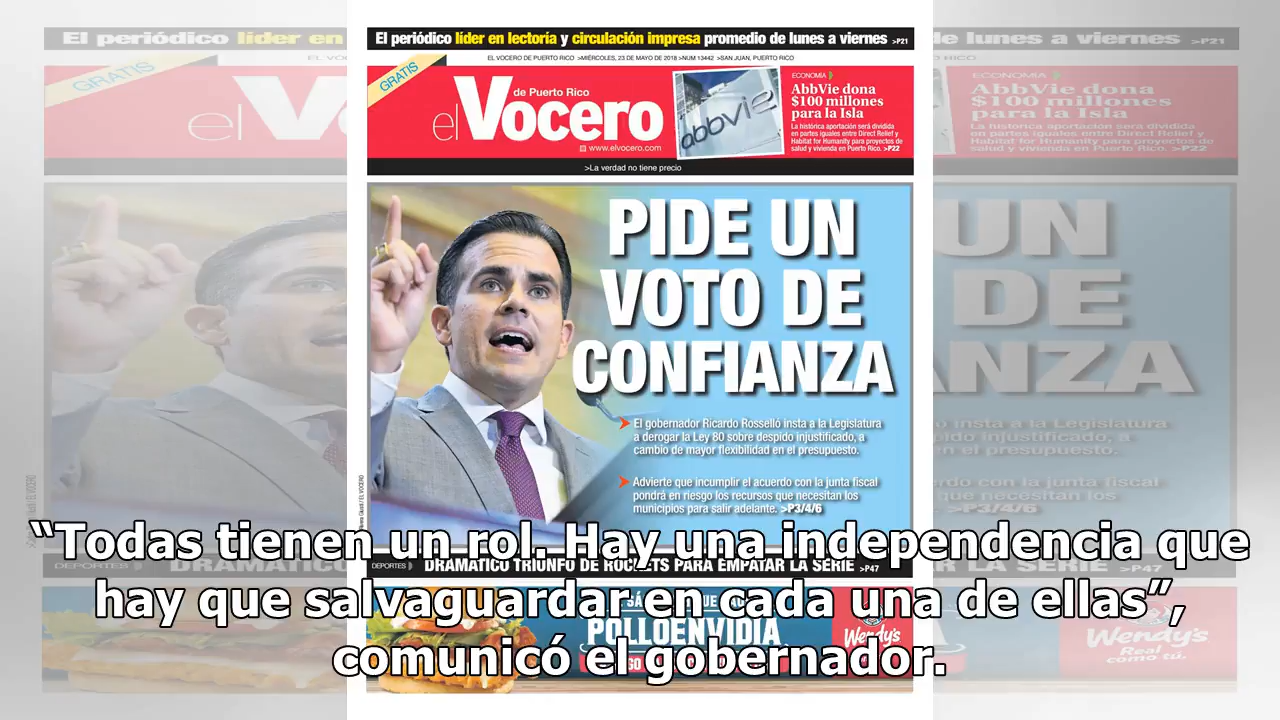 El periódico líder en lectoría y circulación impresa promedio de lunes a viernes >P21
EL VOCERO DE PUERTO RICO >MIÉRCOLES, 23 DE MAYO DE 2018 >NUM 13442 >SAN JUAN, PUERTO RICO
GRATIS
de Puerto Rico
el Vocero
www.elvocero.com
abbvie
ECONOMIA
AbbVie dona
$100 millones
para la Isla
La histórica aportación será dividida
en partes iguales entre Direct Relief y
Habitat for Humanity para proyectos de
salud y vivienda en Puerto Rico. >P22
>La verdad no tiene precio
PIDE UN
VOTO DE
CONFIANZA
El gobernador Ricardo Rosselló insta a la Legislatura
a derogar la Ley 80 sobre despido injustificado, a
cambio de mayor flexibilidad en el presupuesto.
Advierte que incumplir el acuerdo con la junta fiscal
pondrá en riesgo los recursos que necesitan los
municipios para salir adelante. >P3/4/6
“Todas tienen un rol. Hay una independencia que
hay que salvaguardar en cada una de ellas”,
comunicó el gobernador.
DEPORTES
DRAMÁTICO TRIUNFO DE ROCKETS PARA EMPATAR LA SERIE >P47
POLLOENVIDIA
Wendy's